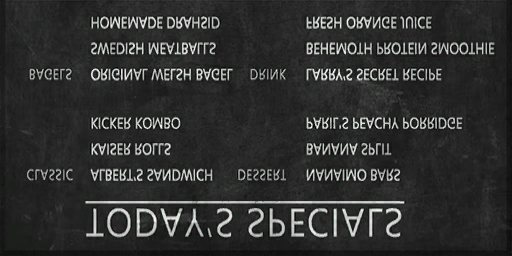 TODAY'S SPECIALS
CLASSIC ALBERT'S SANDWICH DESSERT NANAIMO BARS
KAISER ROLLS BANANA SPLIT
KICKER KOMBO PARIL'S PEACHY PORRIDGE
BAGELS ORIGINAL WELSH BAGEL DRINK LARRY'S SECRET RECIPE
SWEDISH MEATBALLS BEHEMOTH PROTEIN SMOOTHIE
HOMEMADE DRAHSID FRESH ORANGE JUICE